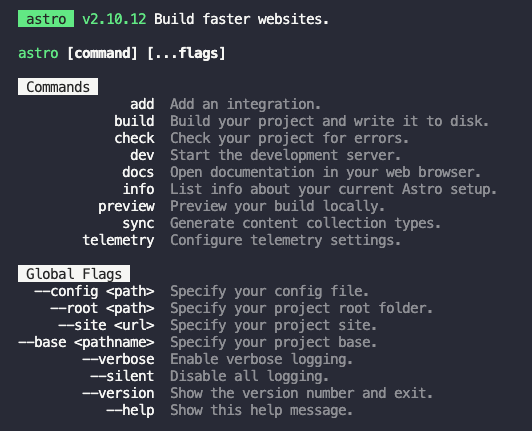 astro v2.10.12 Build faster websites.
astro [command] [...flags]
Commands
add Add an integration.
build Build your project and write it to disk.
check Check your project for errors.
dev Start the development server.
docs Open documentation in your web browser.
info List info about your current Astro setup.
preview Preview your build locally.
sync Generate content collection types.
telemetry Configure telemetry settings.
Global Flags
--config <path> Specify your config file.
--root <path> Specify your project root folder.
--site <url> Specify your project site.
--base <pathname> Specify your project base.
--verbose Enable verbose logging.
--silent Disable all logging.
--version Show the version number and exit.
--help Show this help message.